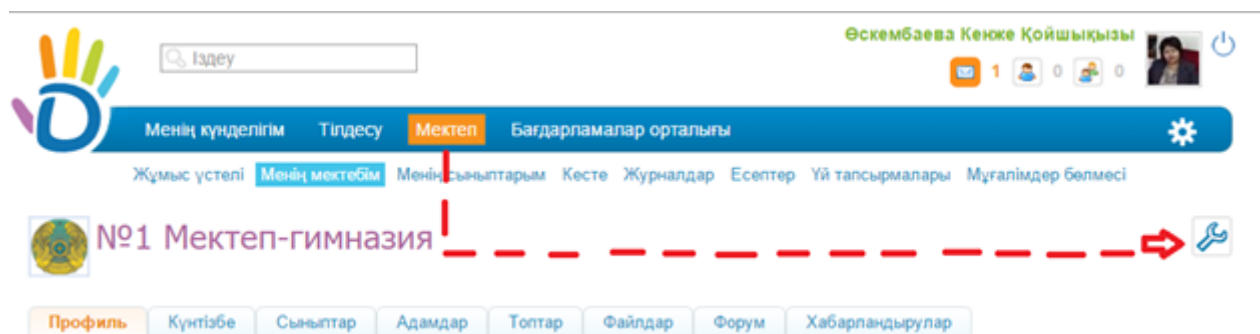 Өскембаева Кенже Қойшықызы
Іздеу
1 0 0
Менің күнделігім Тілдесу Мектеп Бағдарламалар орталығы
Жұмыс үстелі Менің мектебім Менің сыныптарым Кесте Журналдар Есептер Үй тапсырмалары Мұғалімдер бөлмесі
№1 Мектеп-гимназия
Профиль Күнтізбе Сыныптар Адамдар Топтар Файлдар Форум Хабарландырулар